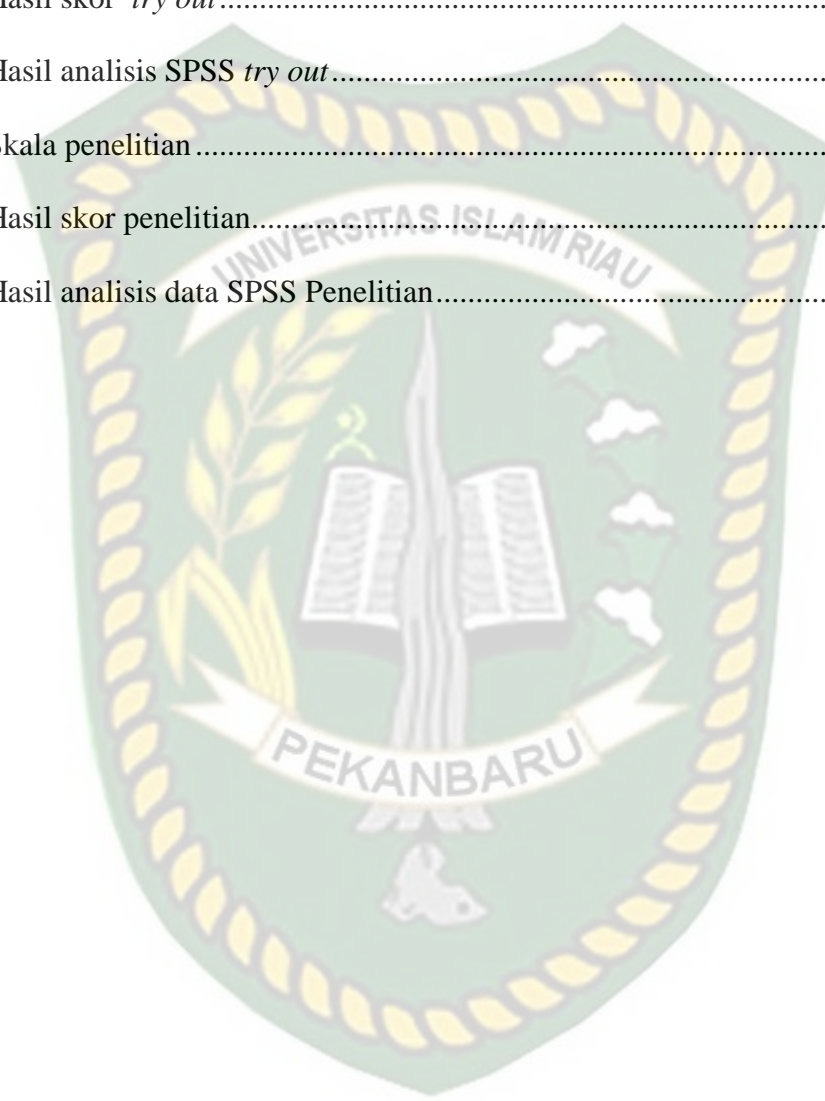 Hasil skor try out................................................................................
Hasil analisis SPSS try out................................................................
Skala penelitian................................................................................
Hasil skor penelitian.........................................................................
Hasil analisis data SPSS Penelitian..................................................
UNIVERSITAS ISLAM RIAU
PEKANBARU